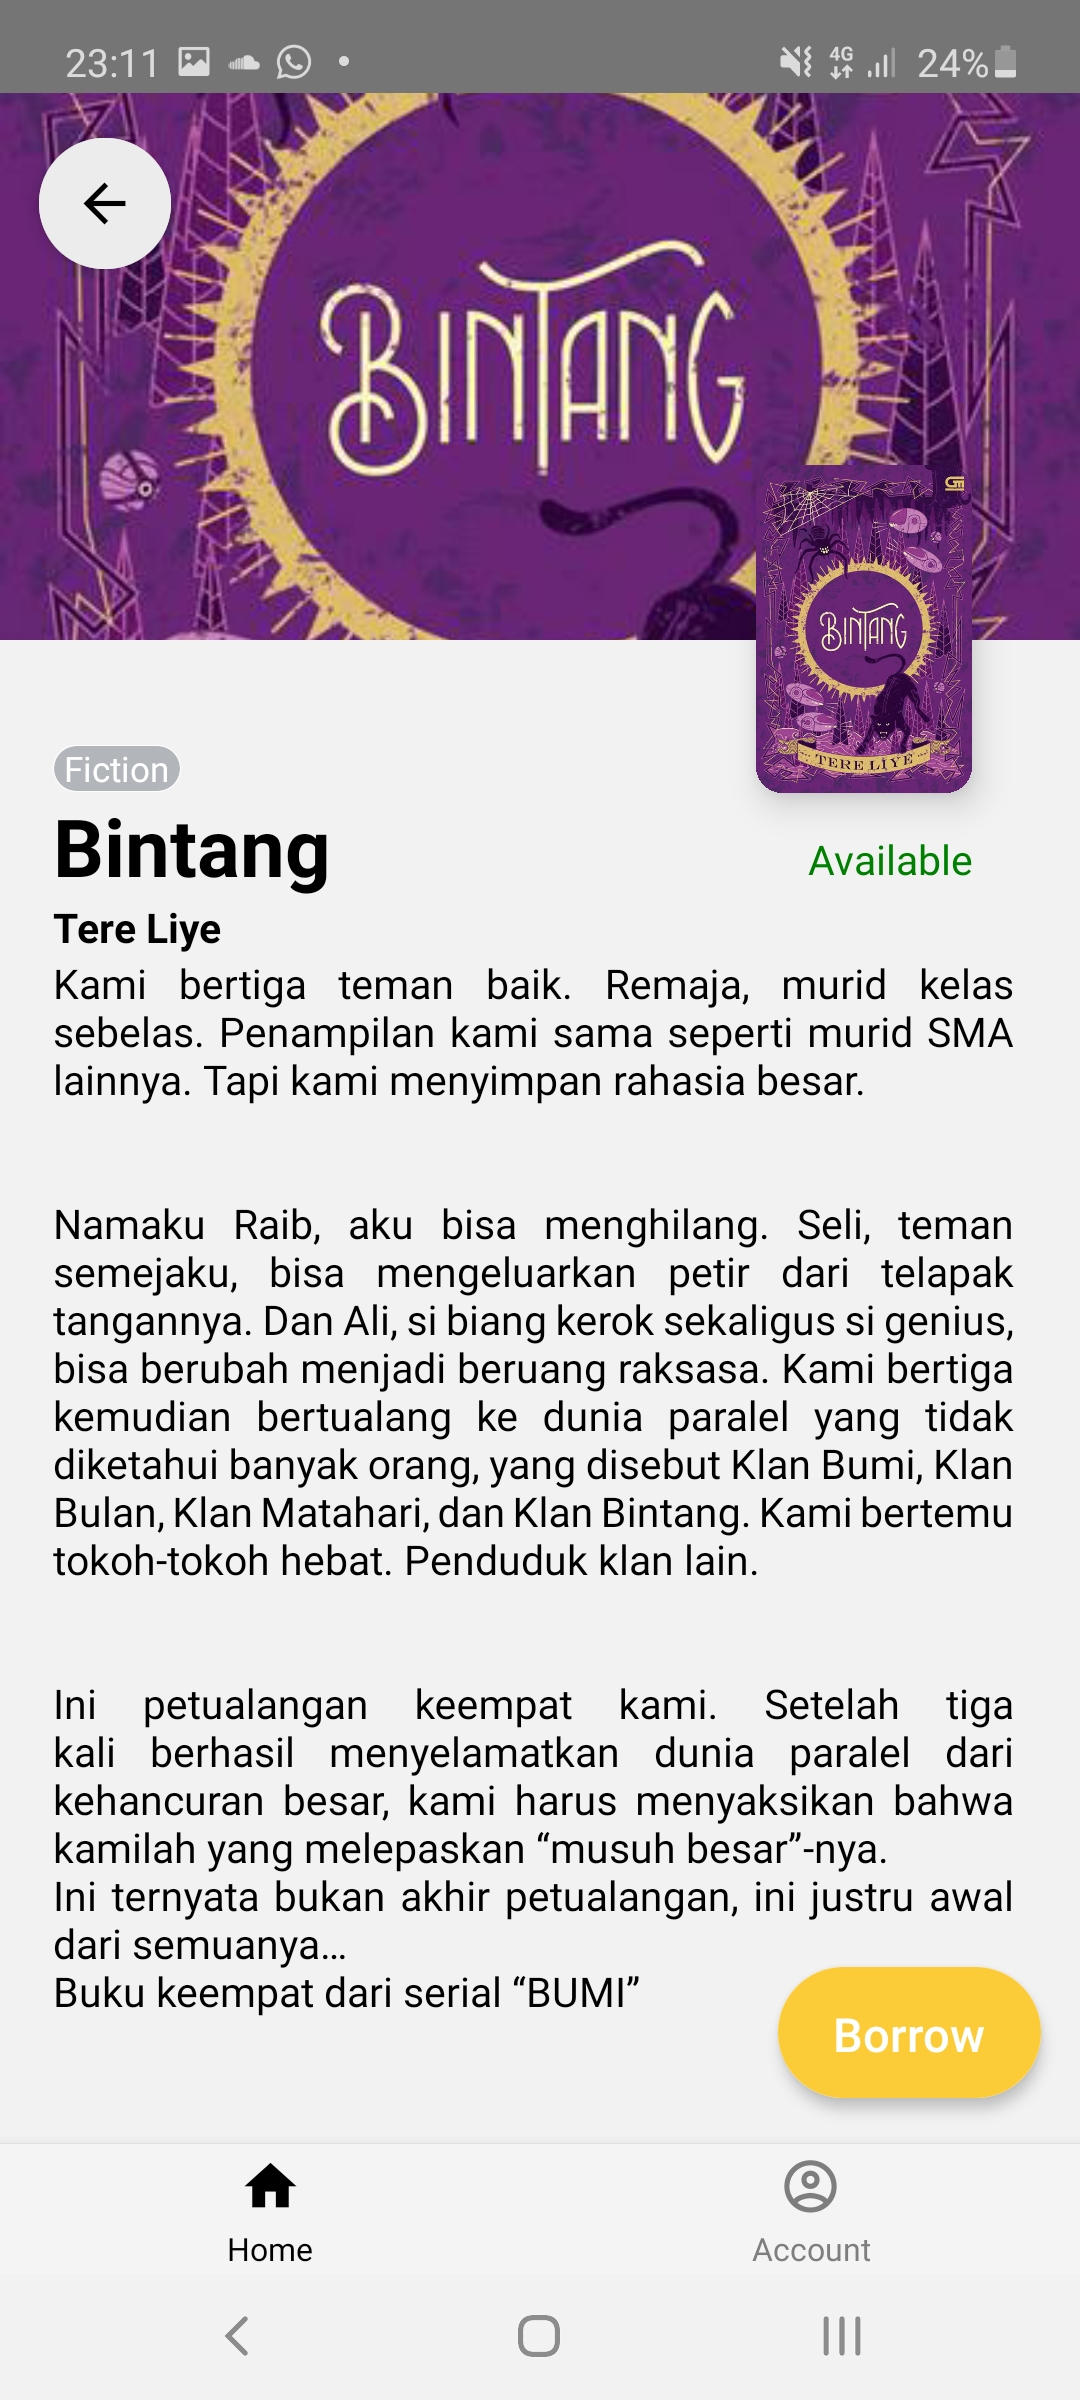 23:11
4G
24%
BINTANG
GM
BINTANG
TERE LIYE
Fiction
Bintang
Available
Tere Liye
Kami bertiga teman baik. Remaja, murid kelas
sebelas. Penampilan kami sama seperti murid SMA
lainnya. Tapi kami menyimpan rahasia besar.
Namaku Raib, aku bisa menghilang. Seli, teman
semejaku, bisa mengeluarkan petir dari telapak
tangannya. Dan Ali, si biang kerok sekaligus si genius,
bisa berubah menjadi beruang raksasa. Kami bertiga
kemudian bertualang ke dunia paralel yang tidak
diketahui banyak orang, yang disebut Klan Bumi, Klan
Bulan, Klan Matahari, dan Klan Bintang. Kami bertemu
tokoh-tokoh hebat. Penduduk klan lain.
Ini petualangan keempat kami. Setelah tiga
kali berhasil menyelamatkan dunia paralel dari
kehancuran besar, kami harus menyaksikan bahwa
kamilah yang melepaskan “musuh besar”-nya.
Ini ternyata bukan akhir petualangan, ini justru awal
dari semuanya…
Buku keempat dari serial “BUMI”
Borrow
Home
Account